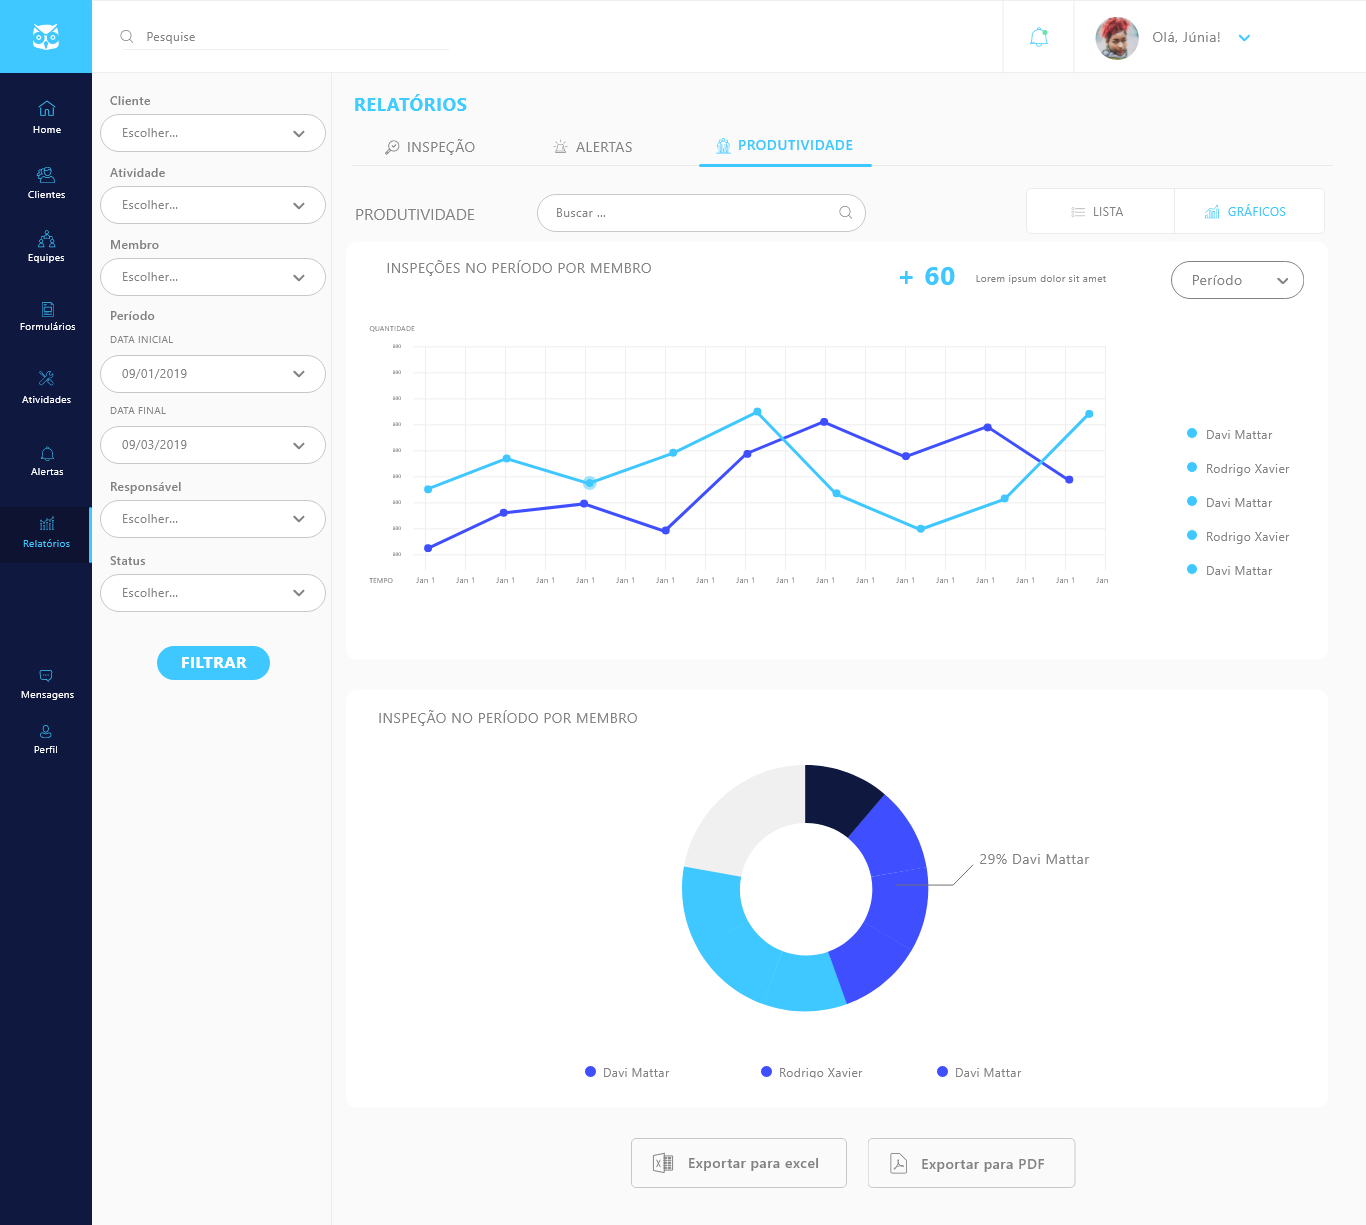 Pesquise
Olá, Júnia!
Home
Clientes
Equipes
Formulários
Atividades
Alertas
Relatórios
Mensagens
Perfil
Cliente
Escolher...
Atividade
Escolher...
Membro
Escolher...
Período
DATA INICIAL
09/01/2019
DATA FINAL
09/03/2019
Responsável
Escolher...
Status
Escolher...
FILTRAR
RELATÓRIOS
INSPEÇÃO
ALERTAS
PRODUTIVIDADE
PRODUTIVIDADE
Buscar ...
LISTA
GRÁFICOS
INSPEÇÕES NO PERÍODO POR MEMBRO
+ 60
Lorem ipsum dolor sit amet
Período
QUANTIDADE
TEMPO
Jan 1 Jan 1 Jan 1 Jan 1 Jan 1 Jan 1 Jan 1 Jan 1 Jan 1 Jan 1 Jan 1 Jan 1 Jan 1 Jan 1 Jan 1 Jan 1 Jan 1 Jan
Davi Mattar
Rodrigo Xavier
Davi Mattar
Rodrigo Xavier
Davi Mattar
INSPEÇÃO NO PERÍODO POR MEMBRO
29% Davi Mattar
Davi Mattar
Rodrigo Xavier
Davi Mattar
Exportar para excel
Exportar para PDF